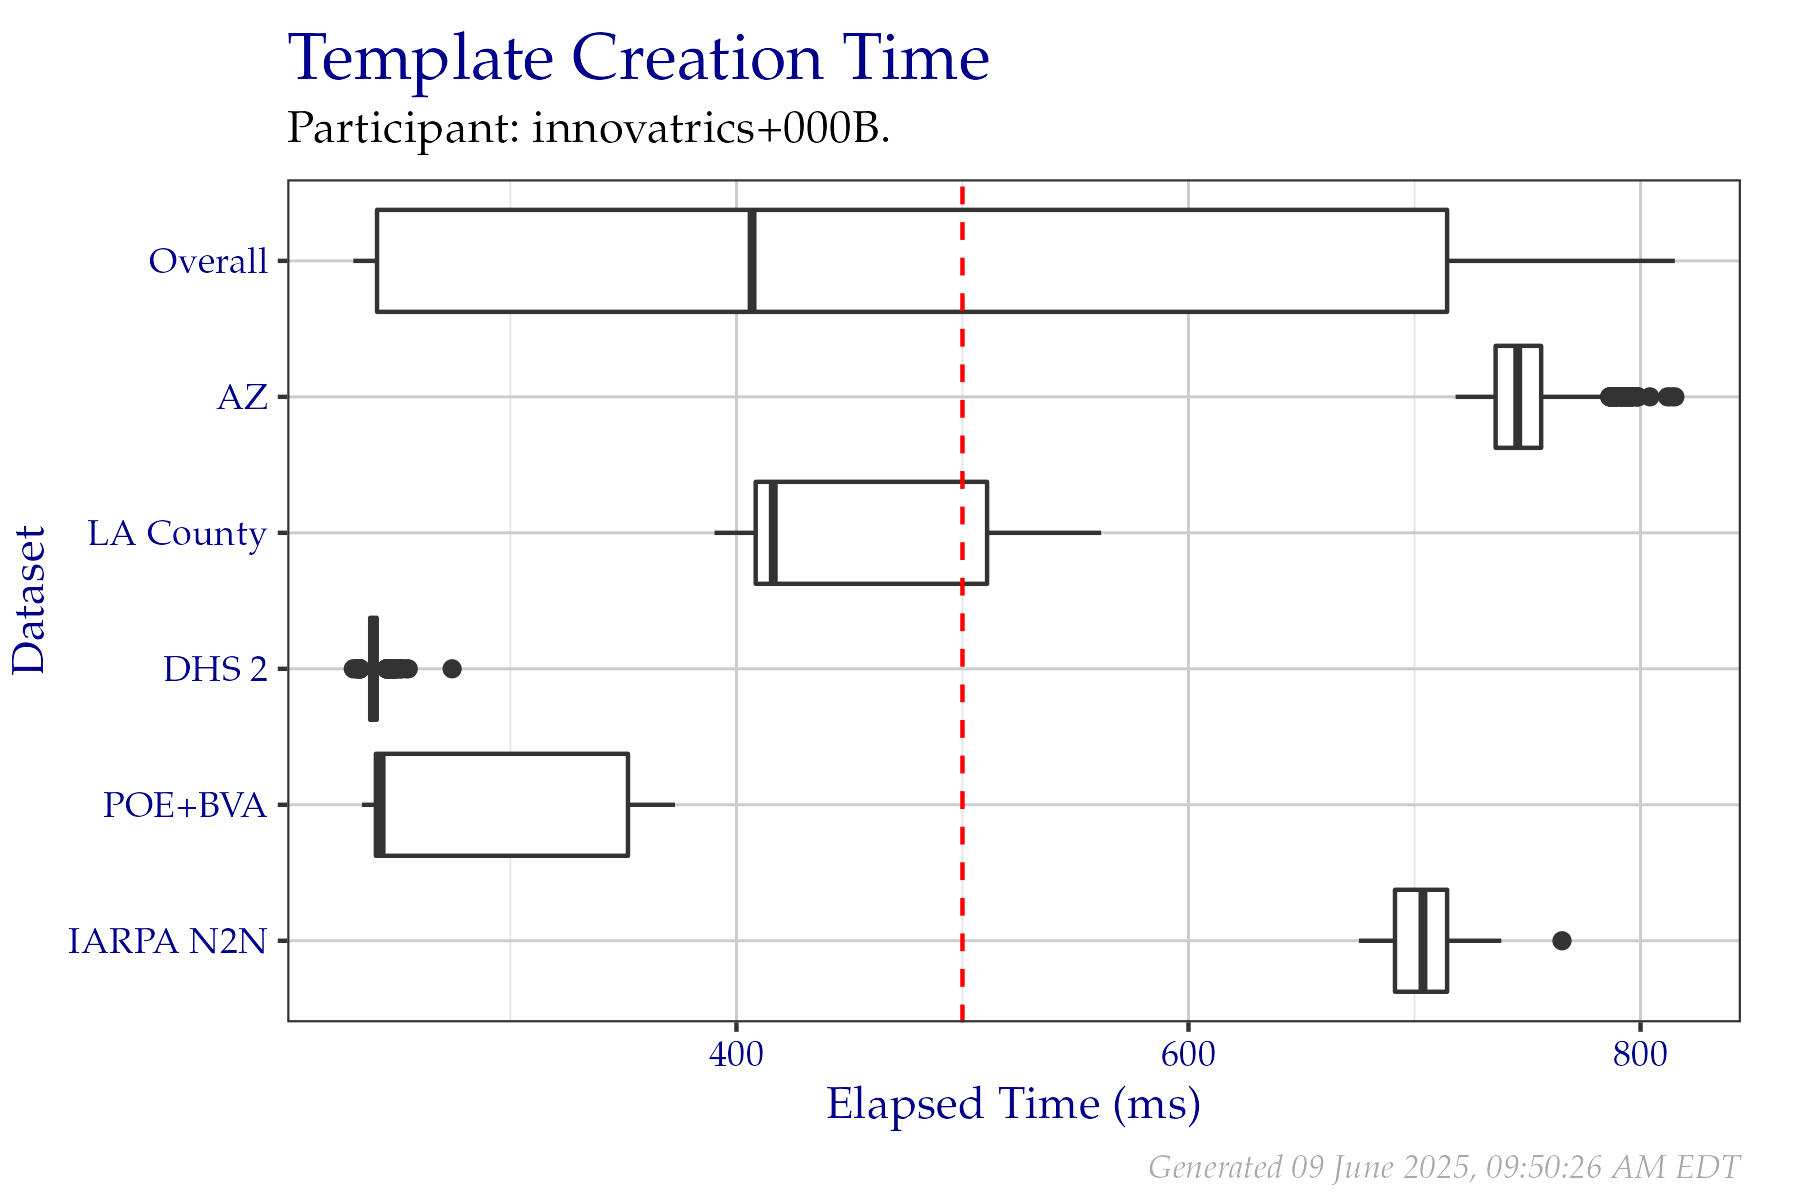 Template Creation Time
Participant: innovatrics+000B.
Overall
AZ
LA County
DHS 2
POE+BVA
IARPA N2N
Dataset
400 600 800
Elapsed Time (ms)
Generated 09 June 2025, 09:50:26 AM EDT